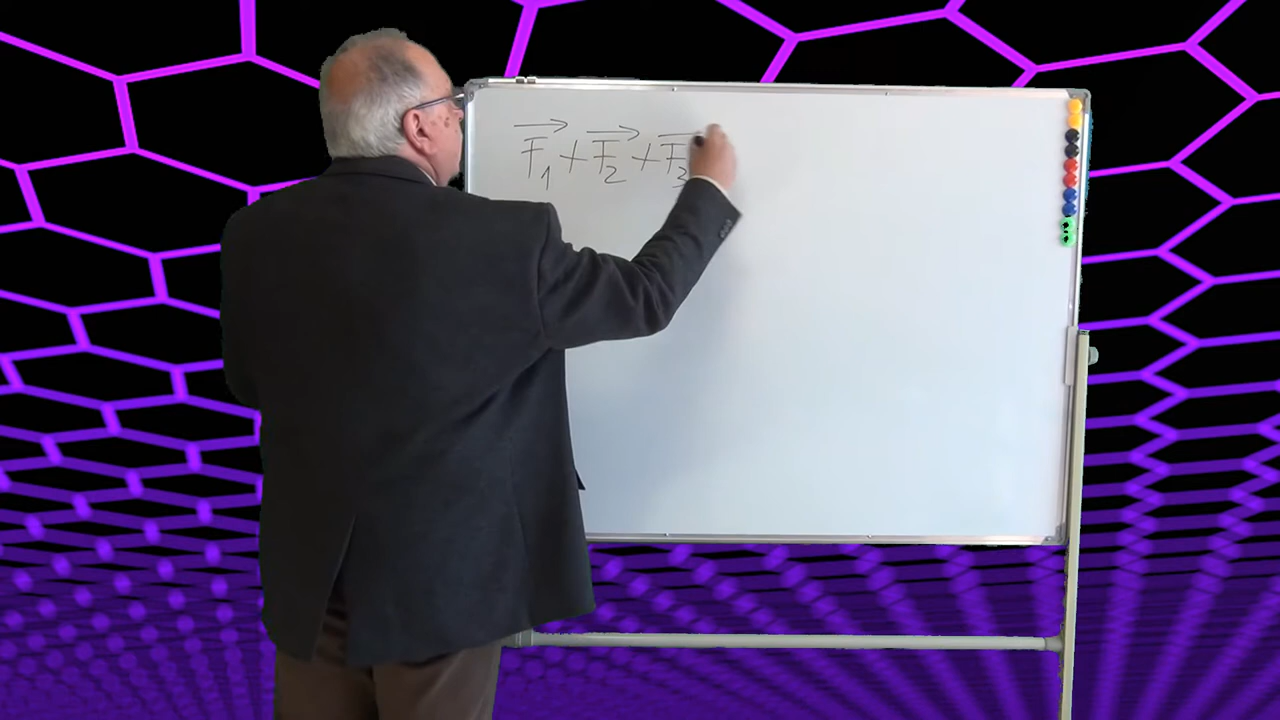 F⃗₁ + F⃗₂ + F⃗₃